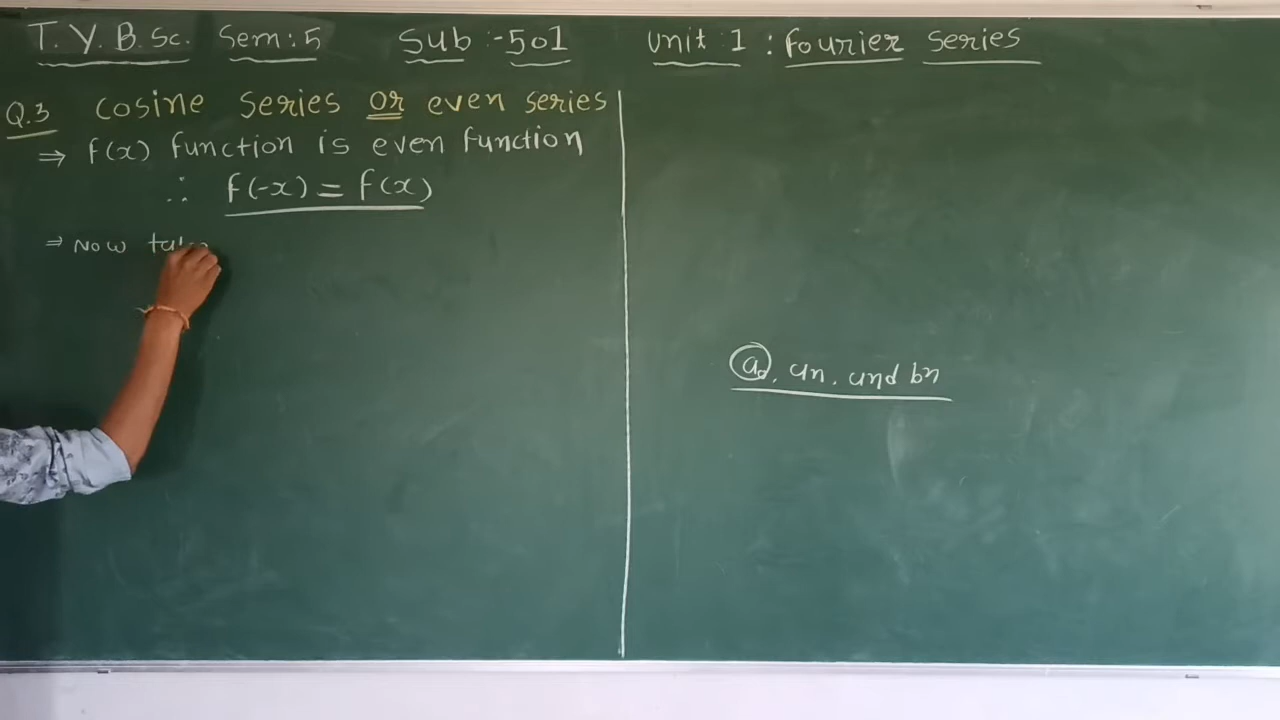 T.Y.B.Sc. Sem:5 Sub:-501 Unit:1 : Fourier series
Q.3 Cosine Series or even series
⇒ f(x) function is even function
∴ f(-x) = f(x)
⇒ Now
a₀, an, and bn